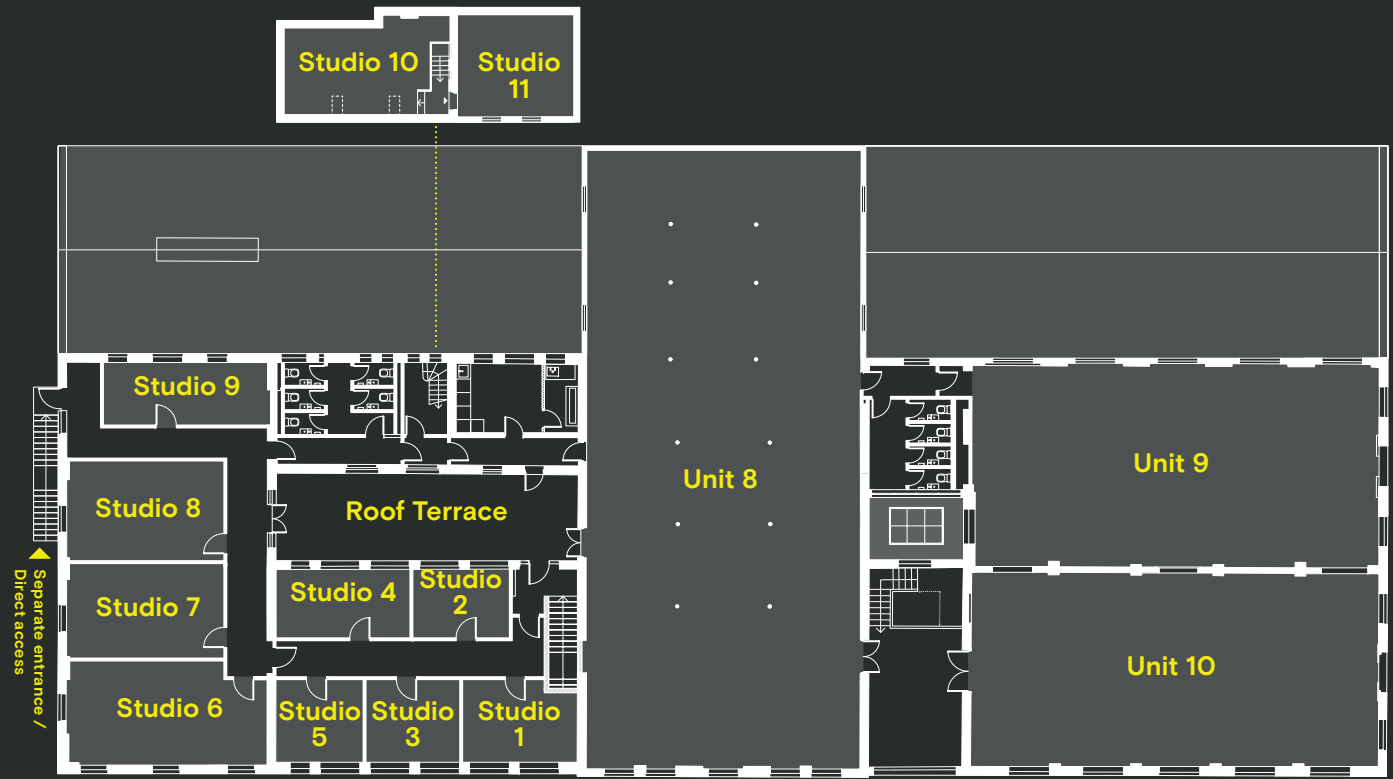 Studio 10
Studio
11
Studio 9
Studio 8
Roof Terrace
Unit 8
Unit 9
Studio 7
Studio 4
Studio
2
Studio 6
Studio
5
Studio
3
Studio
1
Unit 10
Separate entrance /
Direct access